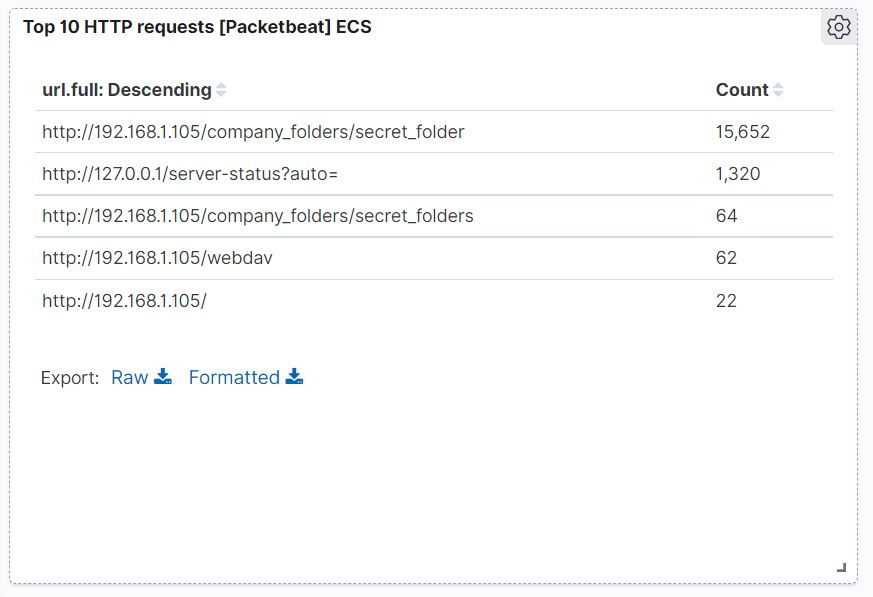 Top 10 HTTP requests [Packetbeat] ECS
url.full: Descending Count
http://192.168.1.105/company_folders/secret_folder 15,652
http://127.0.0.1/server-status?auto= 1,320
http://192.168.1.105/company_folders/secret_folders 64
http://192.168.1.105/webdav 62
http://192.168.1.105/ 22
Export: Raw Formatted